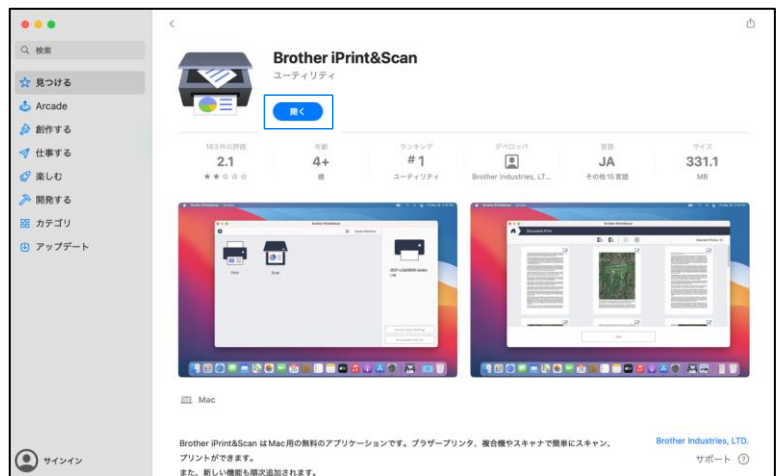 検索
見つける
Arcade
創作する
仕事する
楽しむ
開発する
カテゴリ
アップデート
サインイン
Brother iPrint&Scan
ユーティリティ
開く
183件の評価
2.1
年齢
4+
歳
ランキング
#1
ユーティリティ
デベロッパ
Brother Industries, LT...
言語
JA
その他15言語
サイズ
331.1
MB
Print
Scan
Document Print
Mac
Brother iPrint&Scan はMac用の無料のアプリケーションです。ブラザープリンタ、複合機やスキャナで簡単にスキャン、
プリントができます。
また、新しい機能も順次追加されます。
Brother Industries, LTD.
サポート